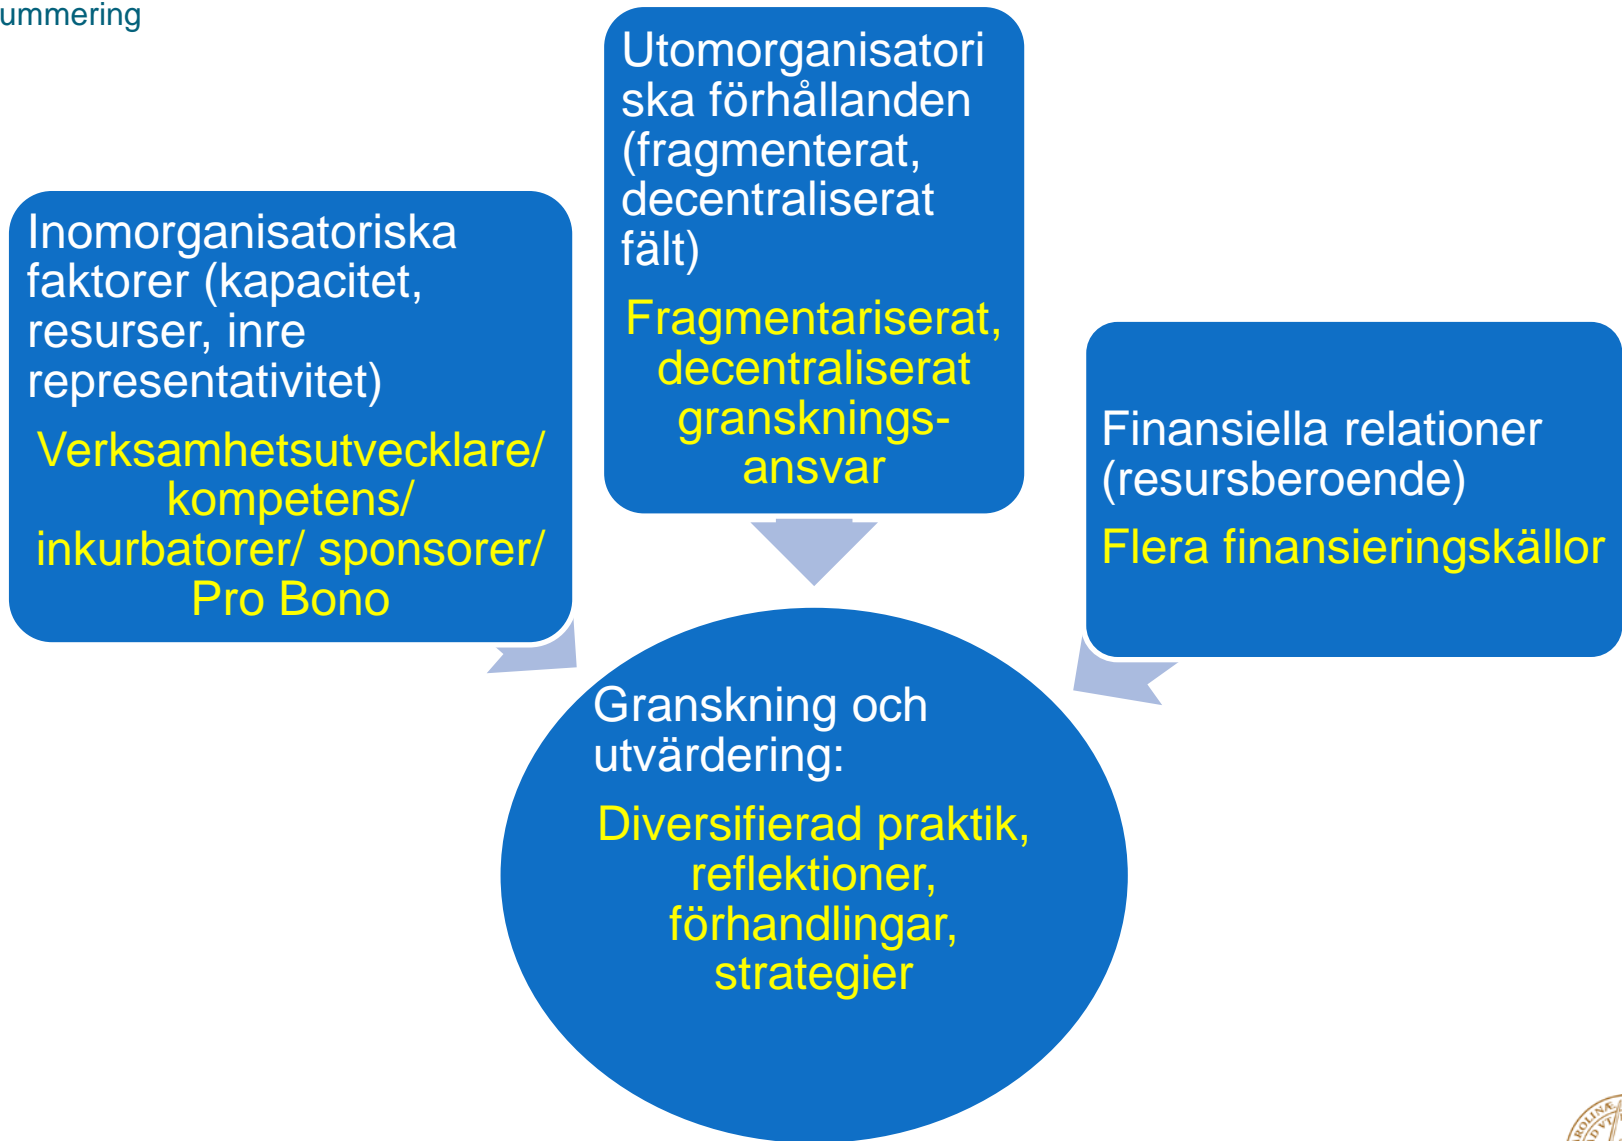 ummering
Utomorganisatori
ska förhållanden
(fragmenterat,
decentraliserat
fält)
Fragmentariserat,
decentraliserat
gransknings-
ansvar
Inomorganisatoriska
faktorer (kapacitet,
resurser, inre
representativitet)
Verksamhetsutvecklare/
kompetens/
inkurbatorer/ sponsorer/
Pro Bono
Finansiella relationer
(resursberoende)
Flera finansieringskällor
Granskning och
utvärdering:
Diversifierad praktik,
reflektioner,
förhandlingar,
strategier